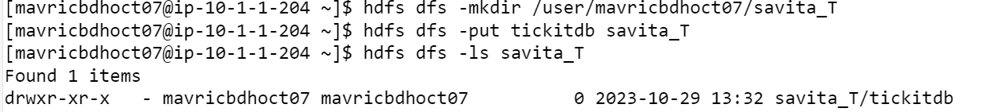 [mavricbdhoct07@ip-10-1-1-204 ~]$ hdfs dfs -mkdir /user/mavricbdhoct07/savita_T
[mavricbdhoct07@ip-10-1-1-204 ~]$ hdfs dfs -put tickitdb savita_T
[mavricbdhoct07@ip-10-1-1-204 ~]$ hdfs dfs -ls savita_T
Found 1 items
drwxr-xr-x   - mavricbdhoct07 mavricbdhoct07          0 2023-10-29 13:32 savita_T/tickitdb